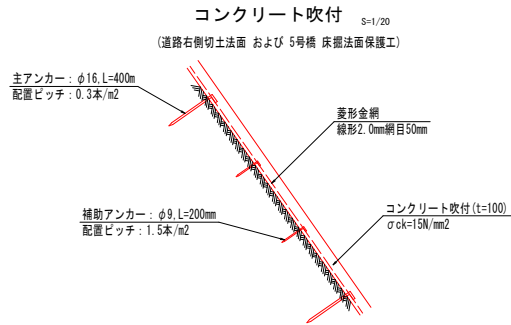 コンクリート吹付 S=1/20
(道路右側切土法面 および 5号橋 床掘法面保護工)
主アンカー：φ16,L=400m
配置ピッチ：0.3本/m2
菱形金網
線形2.0mm網目50mm
補助アンカー：φ9,L=200mm
配置ピッチ：1.5本/m2
コンクリート吹付(t=100)
σck=15N/mm2